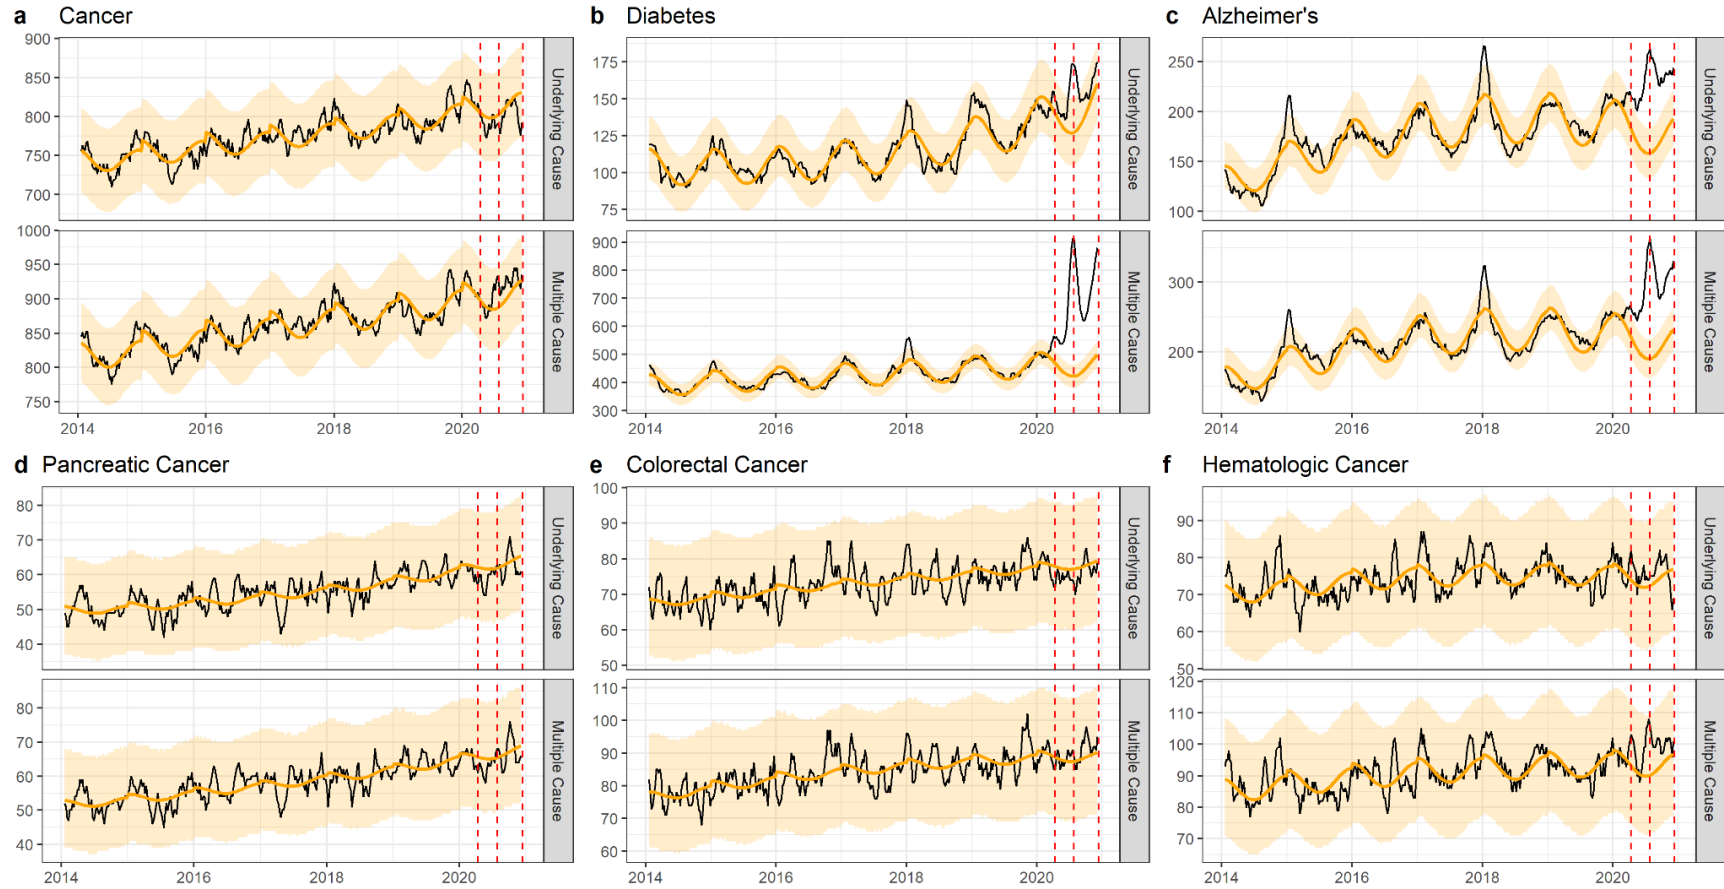 a Cancer
b Diabetes
c Alzheimer's
900
850
800
750
700
Underlying Cause
175
150
125
100
75
Underlying Cause
250
200
150
100
Underlying Cause
1000
950
900
850
800
750
Multiple Cause
900
800
700
600
500
400
300
Multiple Cause
300
200
Multiple Cause
2014 2016 2018 2020
2014 2016 2018 2020
2014 2016 2018 2020
d Pancreatic Cancer
e Colorectal Cancer
f Hematologic Cancer
80
70
60
50
40
Underlying Cause
100
90
80
70
60
50
Underlying Cause
90
80
70
60
50
Underlying Cause
80
70
60
50
40
Multiple Cause
110
100
90
80
70
60
Multiple Cause
120
110
100
90
80
70
Multiple Cause
2014 2016 2018 2020
2014 2016 2018 2020
2014 2016 2018 2020